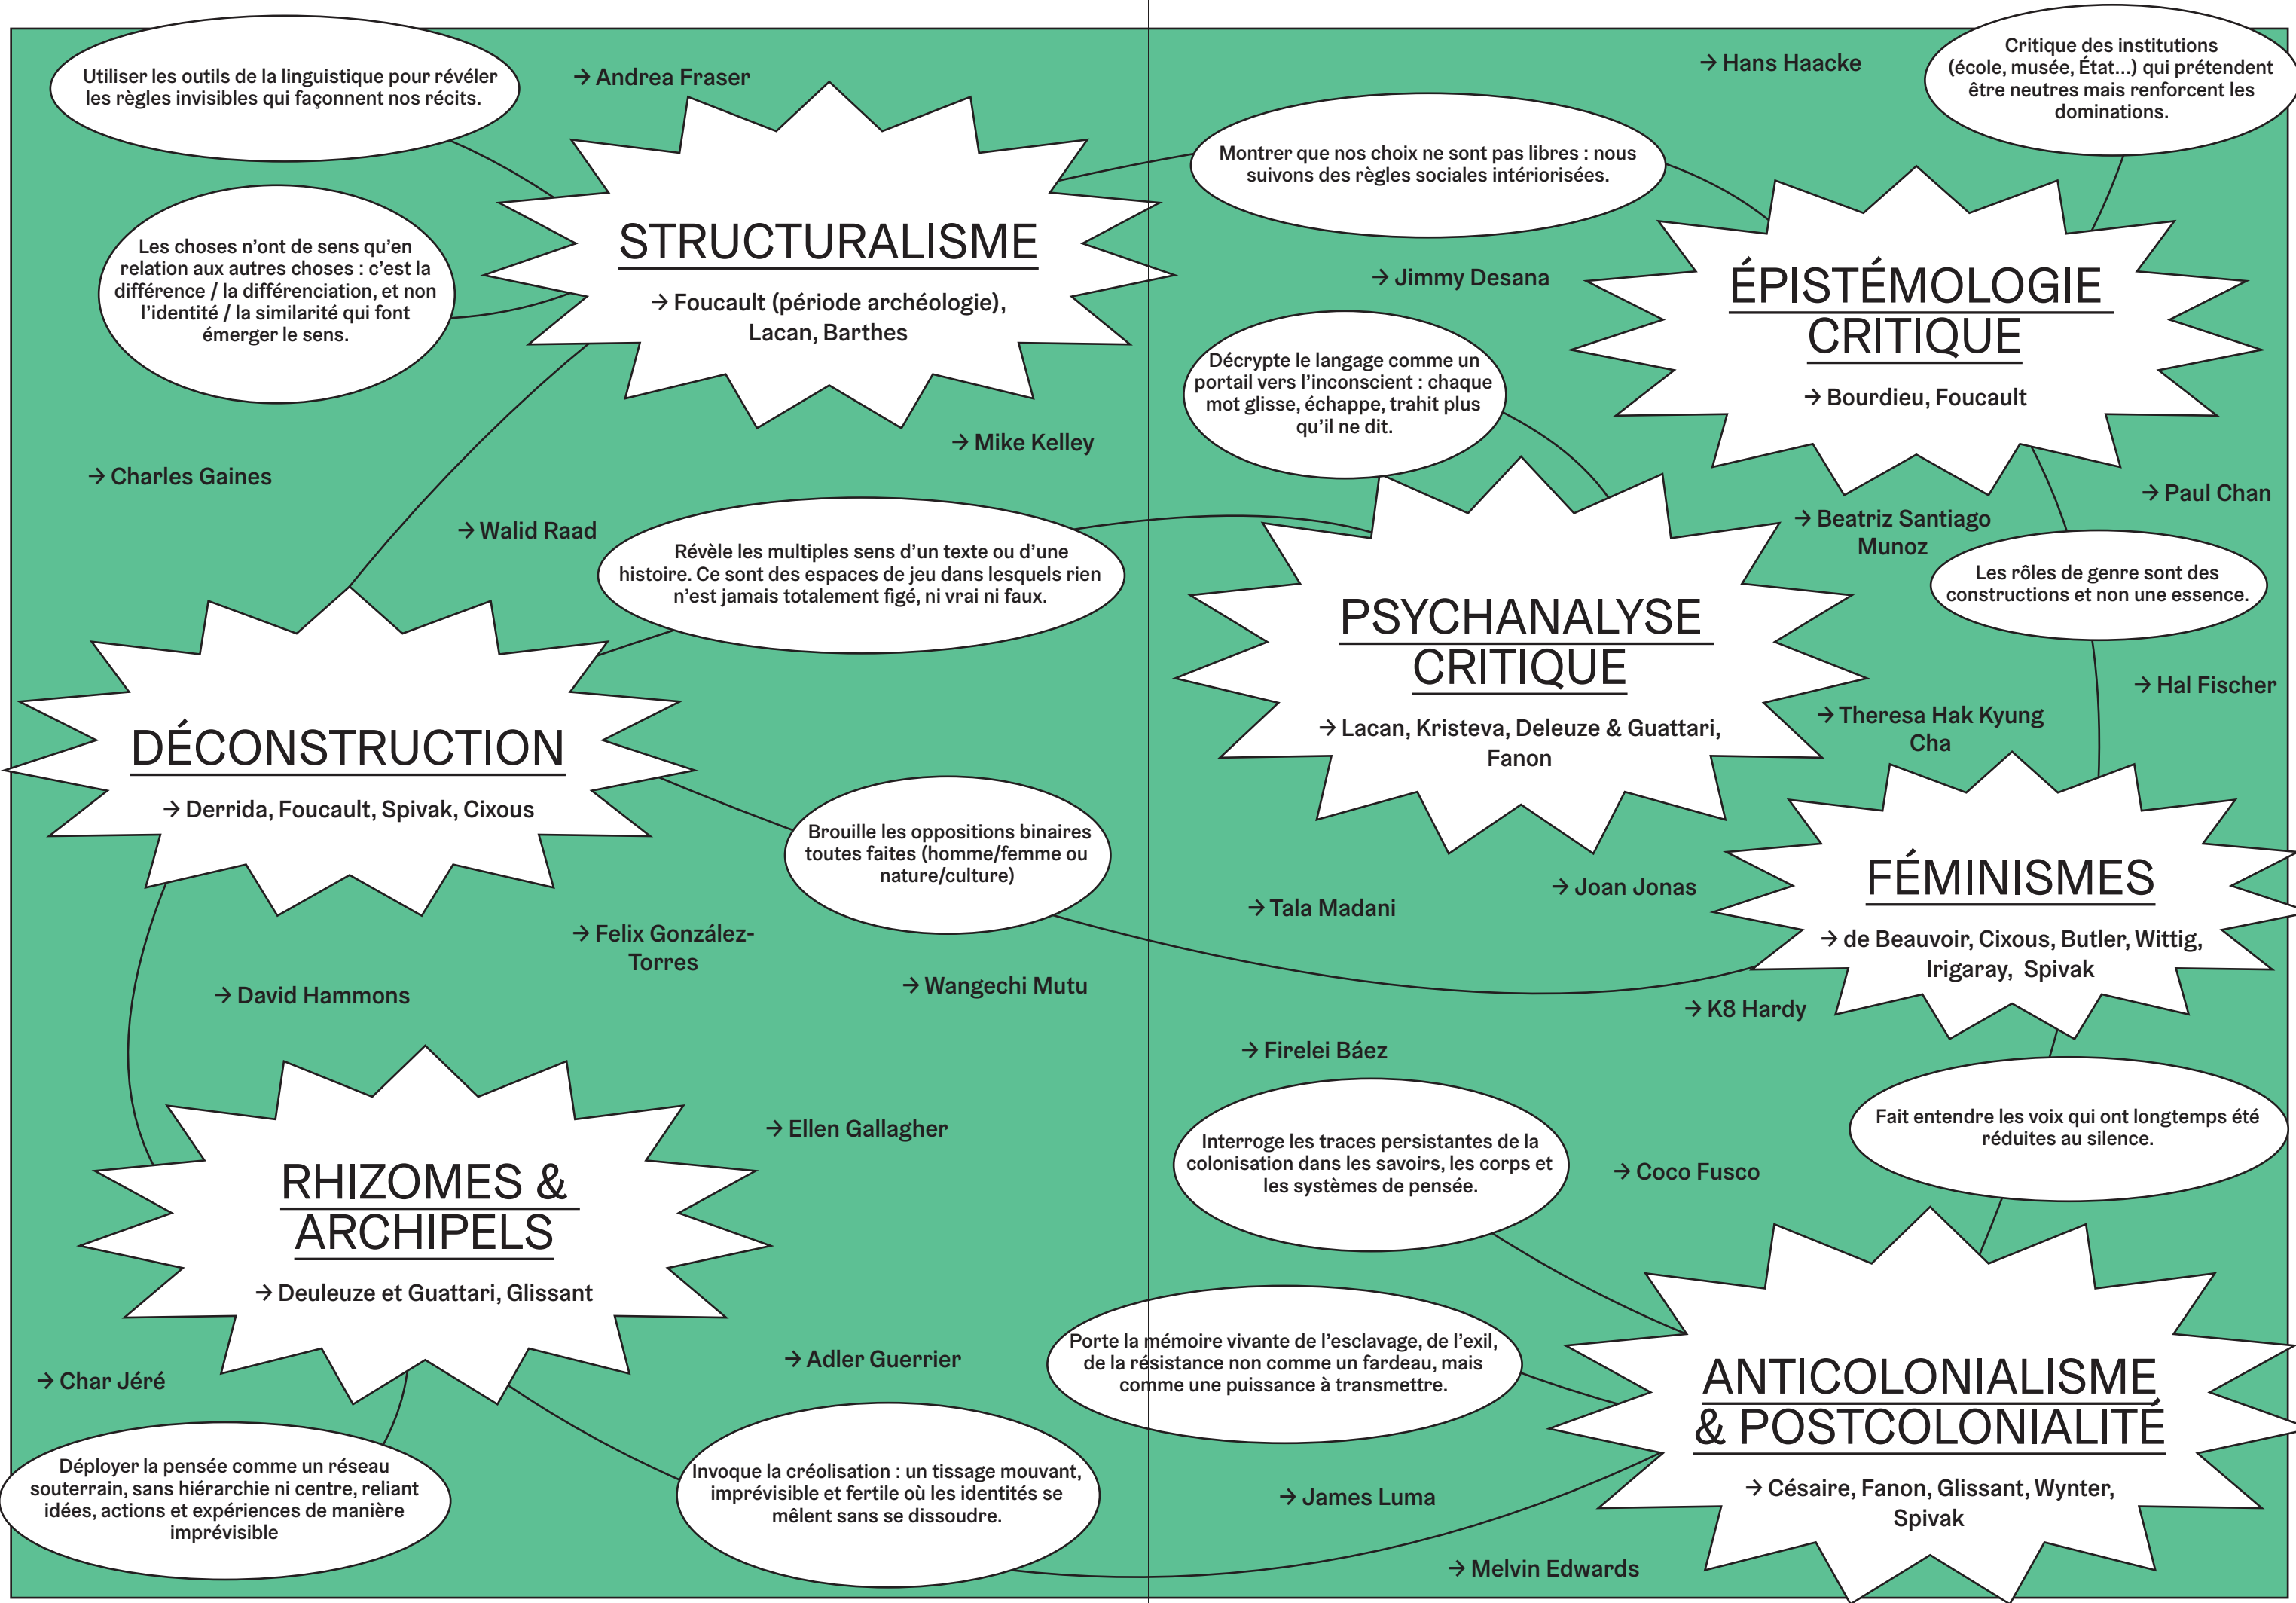 Utiliser les outils de la linguistique pour révéler
les règles invisibles qui façonnent nos récits.
→ Andrea Fraser
→ Hans Haacke
Critique des institutions
(école, musée, État...) qui prétendent
être neutres mais renforcent les
dominations.
Montrer que nos choix ne sont pas libres : nous
suivons des règles sociales intériorisées.
Les choses n’ont de sens qu’en
relation aux autres choses : c’est la
différence / la différenciation, et non
l’identité / la similarité qui font
émerger le sens.
STRUCTURALISME
→ Foucault (période archéologie),
Lacan, Barthes
→ Jimmy Desana
ÉPISTÉMOLOGIE
CRITIQUE
→ Bourdieu, Foucault
Décrypte le langage comme un
portail vers l’inconscient : chaque
mot glisse, échappe, trahit plus
qu’il ne dit.
→ Mike Kelley
→ Charles Gaines
→ Walid Raad
→ Paul Chan
→ Beatriz Santiago
Munoz
Révèle les multiples sens d’un texte ou d’une
histoire. Ce sont des espaces de jeu dans lesquels rien
n’est jamais totalement figé, ni vrai ni faux.
Les rôles de genre sont des
constructions et non une essence.
PSYCHANALYSE
CRITIQUE
→ Lacan, Kristeva, Deleuze & Guattari,
Fanon
→ Hal Fischer
→ Theresa Hak Kyung
Cha
DÉCONSTRUCTION
→ Derrida, Foucault, Spivak, Cixous
Brouille les oppositions binaires
toutes faites (homme/femme ou
nature/culture)
→ Joan Jonas
→ Tala Madani
FÉMINISMES
→ de Beauvoir, Cixous, Butler, Wittig,
Irigaray, Spivak
→ Felix González-
Torres
→ David Hammons
→ Wangechi Mutu
→ K8 Hardy
→ Firelei Báez
→ Ellen Gallagher
Fait entendre les voix qui ont longtemps été
réduites au silence.
Interroge les traces persistantes de la
colonisation dans les savoirs, les corps et
les systèmes de pensée.
→ Coco Fusco
RHIZOMES &
ARCHIPELS
→ Deuleuze et Guattari, Glissant
Porte la mémoire vivante de l’esclavage, de l’exil,
de la résistance non comme un fardeau, mais
comme une puissance à transmettre.
→ Adler Guerrier
→ Char Jéré
ANTICOLONIALISME
& POSTCOLONIALITÉ
→ Césaire, Fanon, Glissant, Wynter,
Spivak
Déployer la pensée comme un réseau
souterrain, sans hiérarchie ni centre, reliant
idées, actions et expériences de manière
imprévisible
Invoque la créolisation : un tissage mouvant,
imprévisible et fertile où les identités se
mêlent sans se dissoudre.
→ James Luma
→ Melvin Edwards